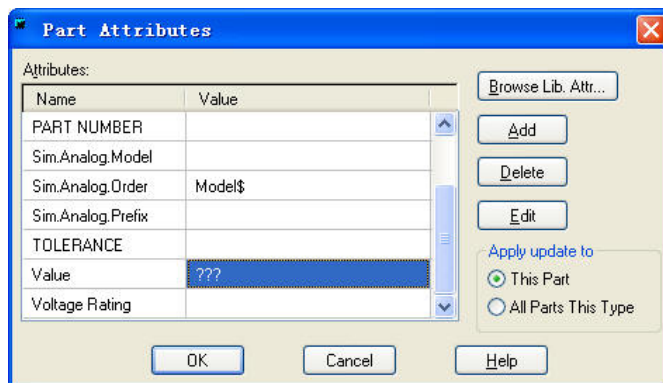 Part Attributes
Attributes:
Name Value
PART NUMBER
Sim.Analog.Model
Sim.Analog.Order Model$
Sim.Analog.Prefix
TOLERANCE
Value ???
Voltage Rating
Browse Lib. Attr...
Add
Delete
Edit
Apply update to
This Part
All Parts This Type
OK Cancel Help